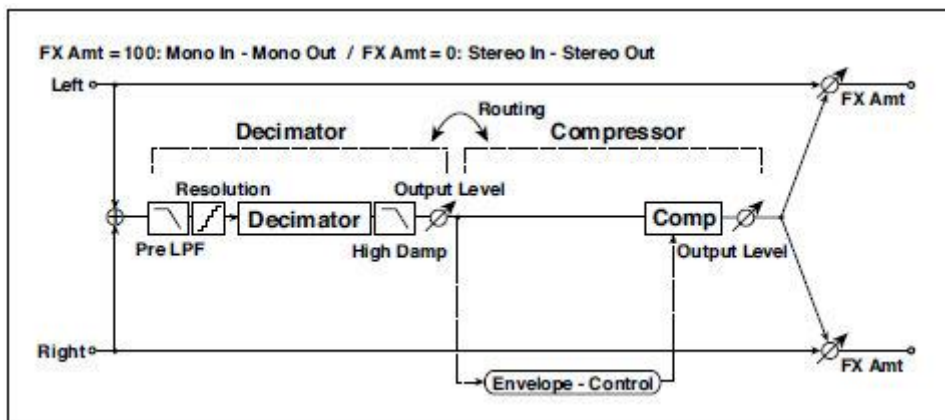 FX Amt = 100: Mono In - Mono Out / FX Amt = 0: Stereo In - Stereo Out
Left
FX Amt
Routing
Decimator
Compressor
Resolution
Output Level
Decimator
Comp
Pre LPF
High Damp
Output Level
Right
FX Amt
Envelope - Control